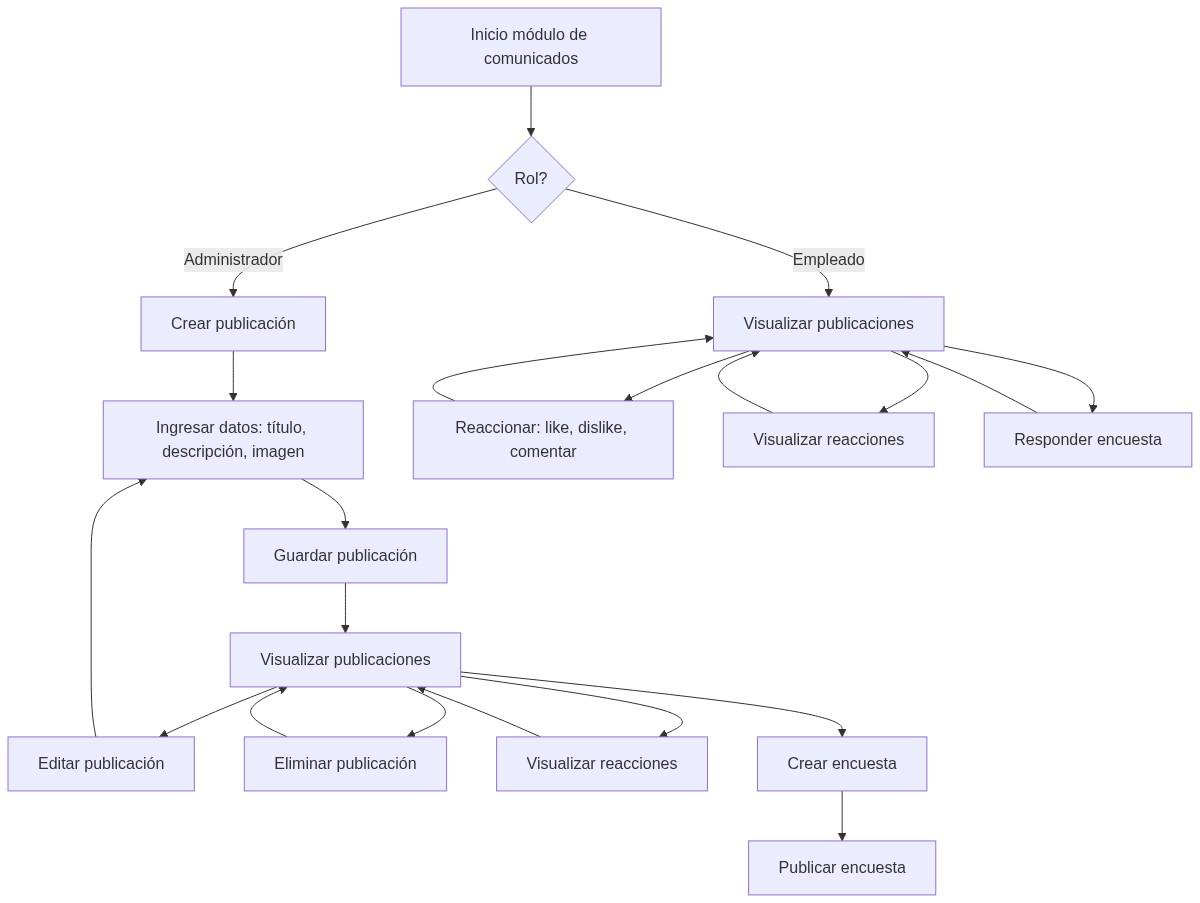 Inicio módulo de
comunicados
Rol?
Administrador
Empleado
Crear publicación
Visualizar publicaciones
Ingresar datos: título,
descripción, imagen
Reaccionar: like, dislike,
comentar
Visualizar reacciones
Responder encuesta
Guardar publicación
Visualizar publicaciones
Editar publicación
Eliminar publicación
Visualizar reacciones
Crear encuesta
Publicar encuesta